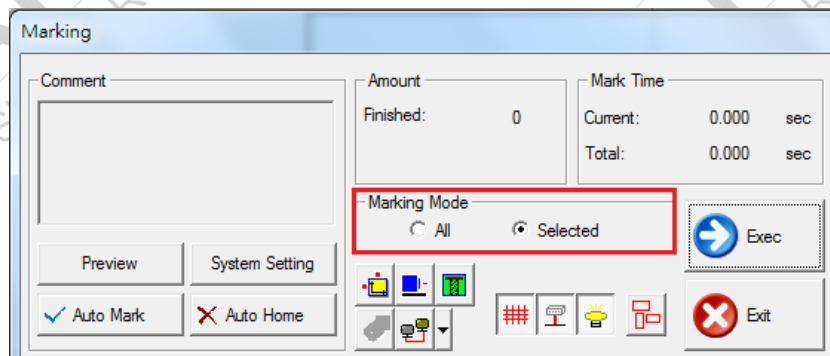 Marking
Comment
Amount
Finished: 0
Mark Time
Current: 0.000 sec
Total: 0.000 sec
Marking Mode
All Selected
Exec
Preview System Setting
Auto Mark Auto Home
Exit